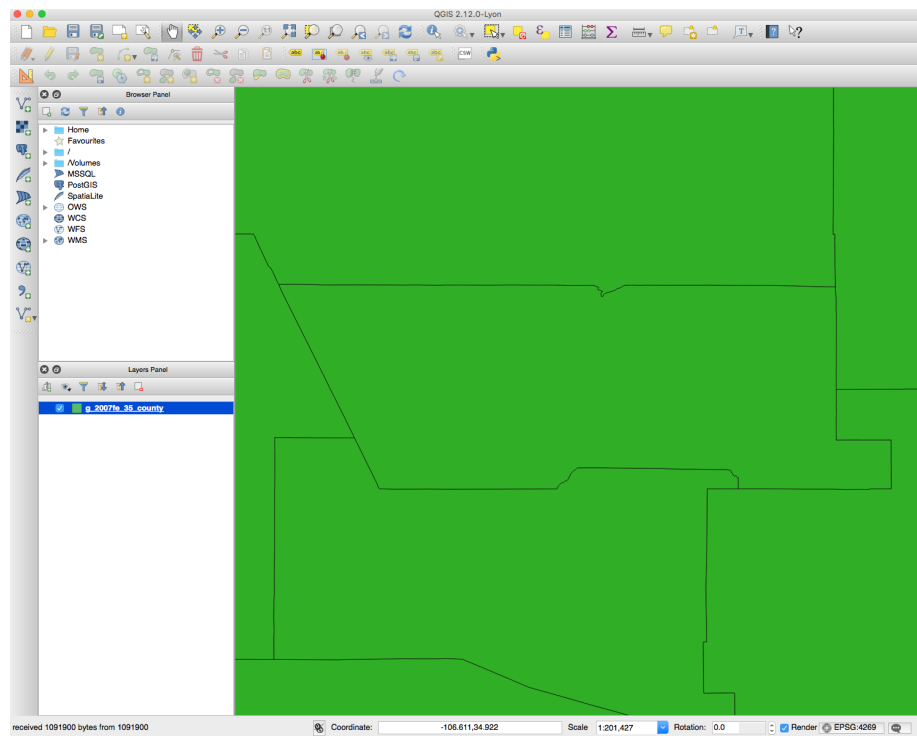 QGIS 2.12.0-Lyon
Browser Panel
Home
Favourites
/
/Volumes
MSSQL
PostGIS
SpatiaLite
OWS
WCS
WFS
WMS
Layers Panel
g_2007fe_35_county
received 1091900 bytes from 1091900
Coordinate:
-106.611,34.922
Scale
1:201,427
Rotation:
0.0
Render
EPSG:4269